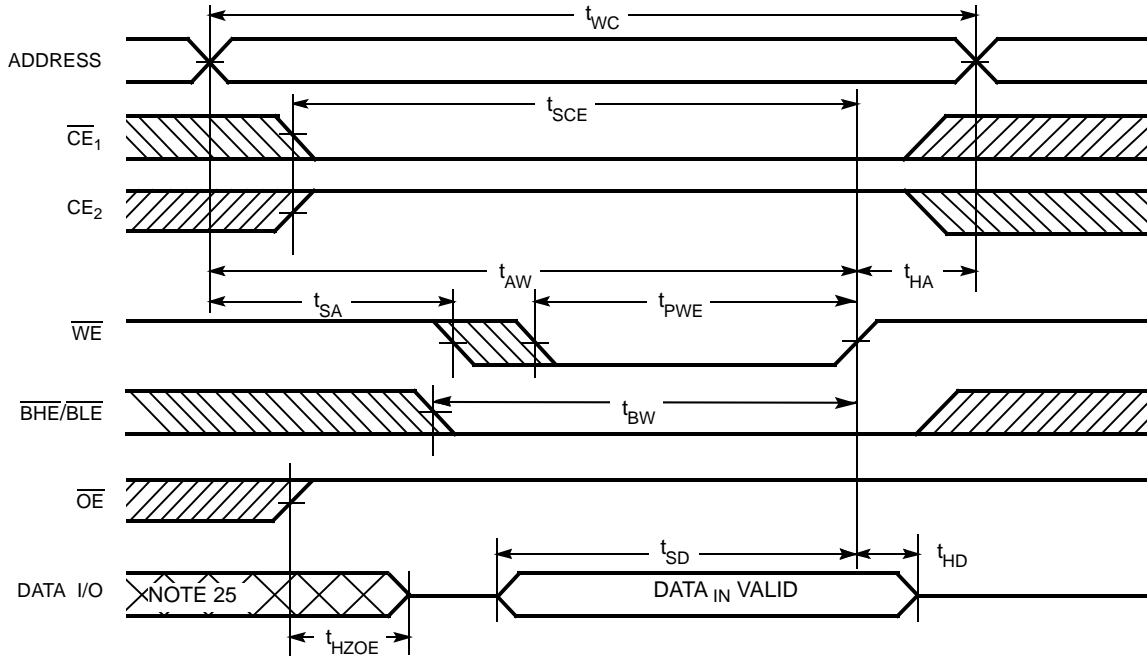 tWC
ADDRESS
tSCE
CE1
CE2
tAW
tHA
tSA
tPWE
WE
BHE/BLE
tBW
OE
tSD
tHD
DATA I/O
NOTE 25
DATA IN VALID
tHZOE